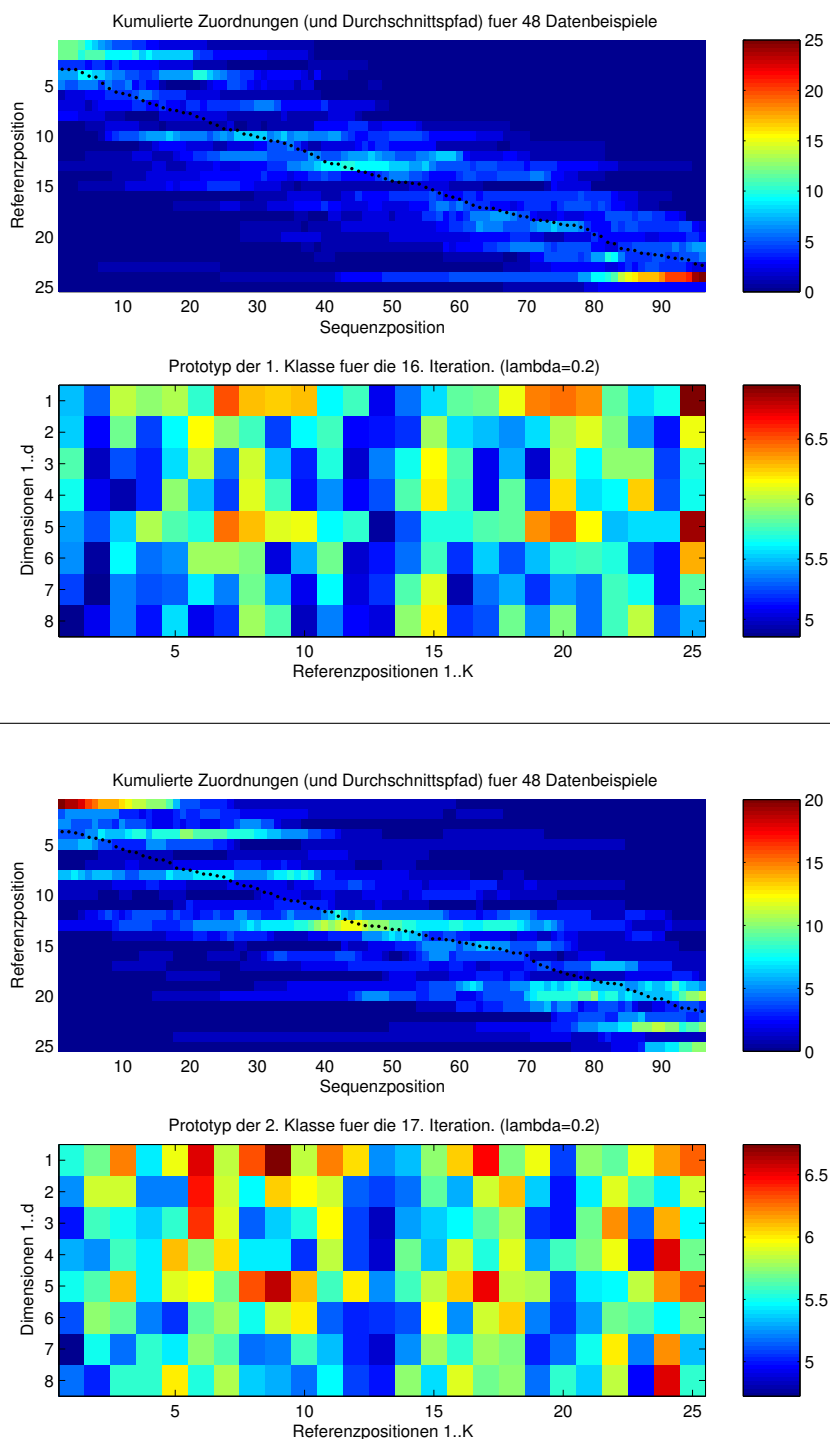 Kumulierte Zuordnungen (und Durchschnittspfad) fuer 48 Datenbeispiele
Referenzposition
5
10
15
20
25
10 20 30 40 50 60 70 80 90
Sequenzposition
25
20
15
10
5
0
Prototyp der 1. Klasse fuer die 16. Iteration. (lambda=0.2)
Dimensionen 1..d
1
2
3
4
5
6
7
8
5 10 15 20 25
Referenzpositionen 1..K
6.5
6
5.5
5
Kumulierte Zuordnungen (und Durchschnittspfad) fuer 48 Datenbeispiele
Referenzposition
5
10
15
20
25
10 20 30 40 50 60 70 80 90
Sequenzposition
20
15
10
5
0
Prototyp der 2. Klasse fuer die 17. Iteration. (lambda=0.2)
Dimensionen 1..d
1
2
3
4
5
6
7
8
5 10 15 20 25
Referenzpositionen 1..K
6.5
6
5.5
5